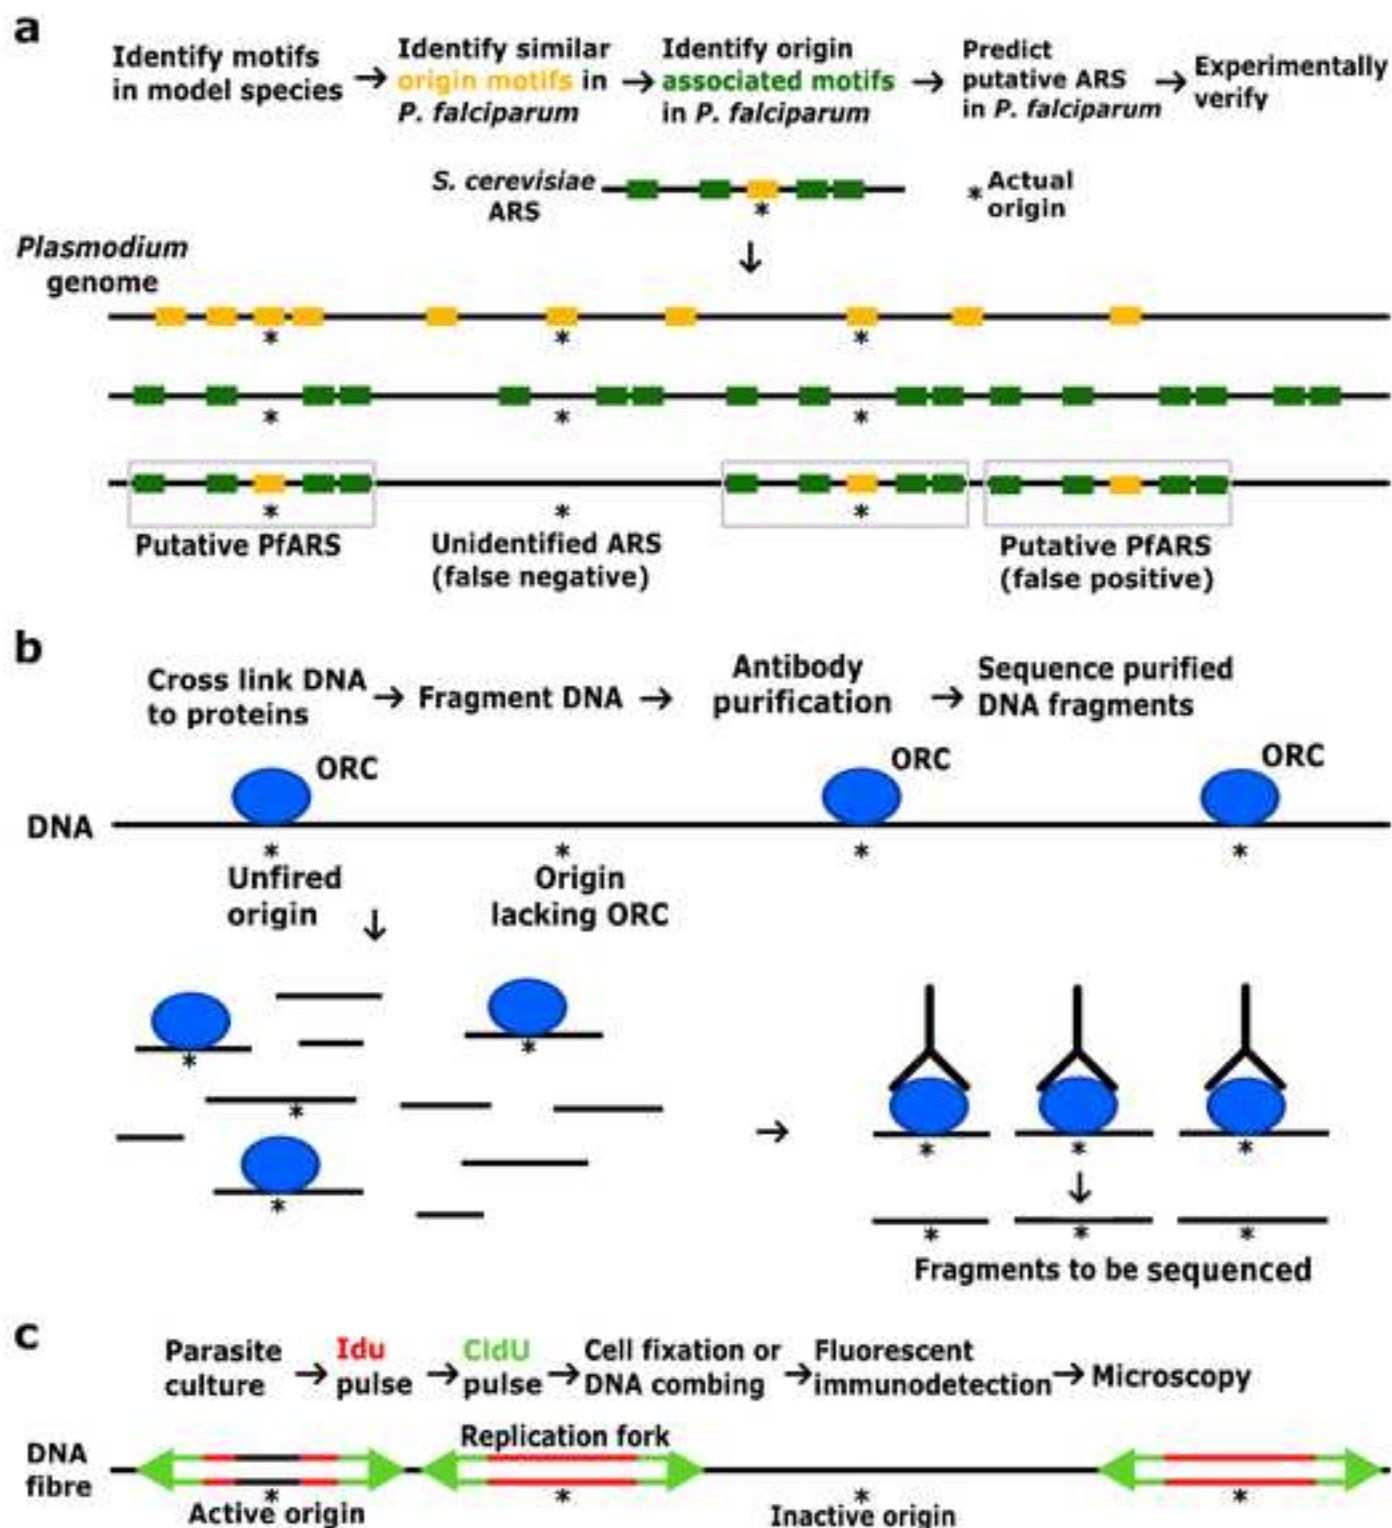 a
Identify motifs
in model species
→
Identify similar
origin motifs in
P. falciparum
→
Identify origin
associated motifs
in P. falciparum
→
Predict
putative ARS
in P. falciparum
→
Experimentally
verify
S. cerevisiae
ARS
*
* Actual
origin
↓
Plasmodium
genome
* * *
* * *
* * *
Putative PfARS
Unidentified ARS
(false negative)
Putative PfARS
(false positive)
b
Cross link DNA
to proteins
→ Fragment DNA →
Antibody
purification
→
Sequence purified
DNA fragments
ORC
ORC
ORC
DNA
* * * *
Unfired
origin
↓
Origin
lacking ORC
* *
*
*
→
* * *
↓
* * *
Fragments to be sequenced
c
Parasite
culture
→
Idu
pulse
→
CldU
pulse
→
Cell fixation or
DNA combing
→
Fluorescent
immunodetection
→ Microscopy
Replication fork
DNA
fibre
* * * *
Active origin
Inactive origin